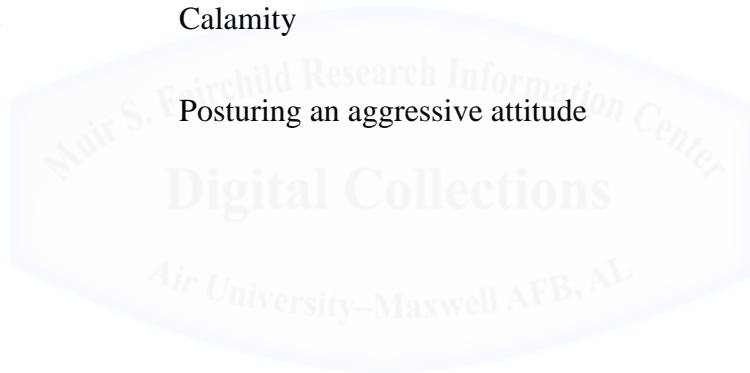 Calamity
Muir S. Fairchild Research Information Center
Posturing an aggressive attitude
Digital Collections
Air University–Maxwell AFB, AL